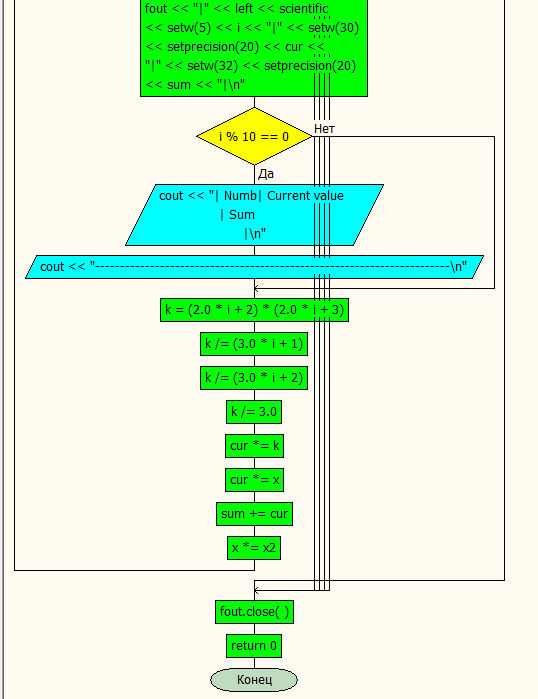 fout << "|" << left << scientific
<< setw(5) << i << "|" << setw(30)
<< setprecision(20) << cur <<
"|" << setw(32) << setprecision(20)
<< sum << "|\n"
i % 10 == 0
Нет
Да
cout << "| Numb| Current value
| Sum
|\n"
cout << "-----------------------------------------------------------------------\n"
k = (2.0 * i + 2) * (2.0 * i + 3)
k /= (3.0 * i + 1)
k /= (3.0 * i + 2)
k /= 3.0
cur *= k
cur *= x
sum += cur
x *= x2
fout.close( )
return 0
Конец